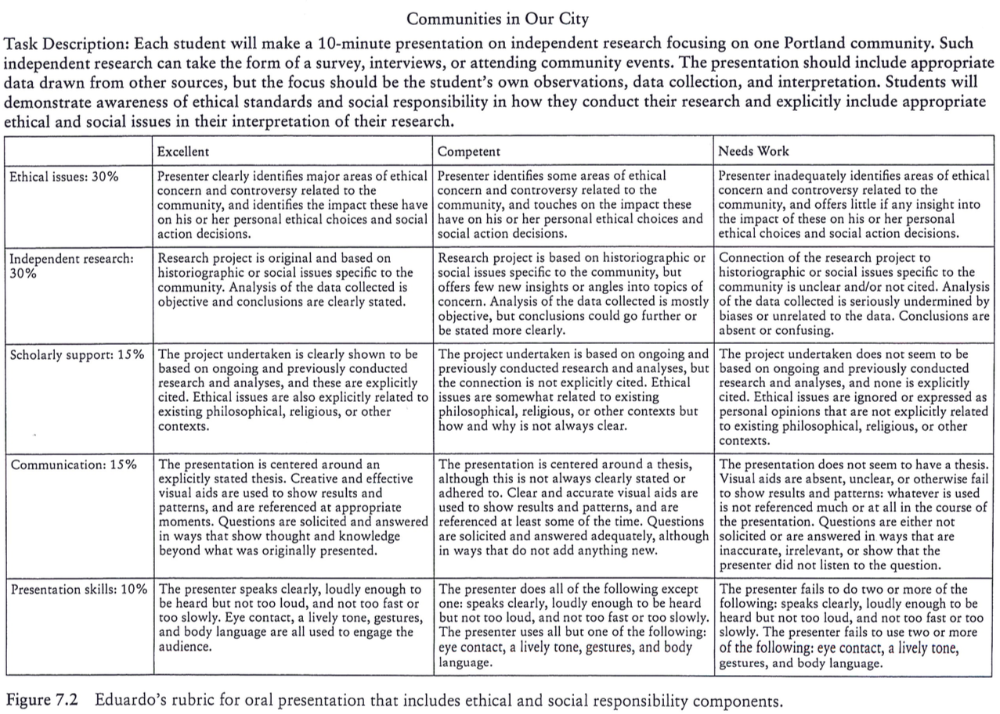 Communities in Our City
Task Description: Each student will make a 10-minute presentation on independent research focusing on one Portland community. Such
independent research can take the form of a survey, interviews, or attending community events. The presentation should include appropriate
data drawn from other sources, but the focus should be the student's own observations, data collection, and interpretation. Students will
demonstrate awareness of ethical standards and social responsibility in how they conduct their research and explicitly include appropriate
ethical and social issues in their interpretation of their research.
Excellent
Competent
Needs Work
Ethical issues: 30%
Presenter clearly identifies major areas of ethical
concern and controversy related to the
community, and identifies the impact these have
on his or her personal ethical choices and social
action decisions.
Presenter identifies some areas of ethical
concern and controversy related to the
community, and touches on the impact these
have on his or her personal ethical choices and
social action decisions.
Presenter inadequately identifies areas of ethical
concern and controversy related to the
community, and offers little if any insight into
the impact of these on his or her personal
ethical choices and social action decisions.
Independent research:
30%
Research project is original and based on
historiographic or social issues specific to the
community. Analysis of the data collected is
objective and conclusions are clearly stated.
Research project is based on historiographic or
social issues specific to the community, but
offers few new insights or angles into topics of
concern. Analysis of the data collected is mostly
objective, but conclusions could go further or
be stated more clearly.
Connection of the research project to
historiographic or social issues specific to the
community is unclear and/or not cited. Analysis
of the data collected is seriously undermined by
biases or unrelated to the data. Conclusions are
absent or confusing.
Scholarly support: 15%
The project undertaken is clearly shown to be
based on ongoing and previously conducted
research and analyses, and these are explicitly
cited. Ethical issues are also explicitly related to
existing philosophical, religious, or other
contexts.
The project undertaken is based on ongoing and
previously conducted research and analyses, but
the connection is not explicitly cited. Ethical
issues are somewhat related to existing
philosophical, religious, or other contexts but
how and why is not always clear.
The project undertaken does not seem to be
based on ongoing and previously conducted
research and analyses, and none is explicitly
cited. Ethical issues are ignored or expressed as
personal opinions that are not explicitly related
to existing philosophical, religious, or other
contexts.
Communication: 15%
The presentation is centered around an
explicitly stated thesis. Creative and effective
visual aids are used to show results and
patterns, and are referenced at appropriate
moments. Questions are solicited and answered
in ways that show thought and knowledge
beyond what was originally presented.
The presentation is centered around a thesis,
although this is not always clearly stated or
adhered to. Clear and accurate visual aids are
used to show results and patterns, and are
referenced at least some of the time. Questions
are solicited and answered adequately, although
in ways that do not add anything new.
The presentation does not seem to have a thesis.
Visual aids are absent, unclear, or otherwise fail
to show results and patterns: whatever is used
is not referenced much or at all in the course of
the presentation. Questions are either not
solicited or are answered in ways that are
inaccurate, irrelevant, or show that the
presenter did not listen to the question.
Presentation skills: 10%
The presenter speaks clearly, loudly enough to
be heard but not too loud, and not too fast or
too slowly. Eye contact, a lively tone, gestures,
and body language are all used to engage the
audience.
The presenter does all of the following except
one: speaks clearly, loudly enough to be heard
but not too loud, and not too fast or too slowly.
The presenter uses all but one of the following:
eye contact, a lively tone, gestures, and body
language.
The presenter fails to do two or more of the
following: speaks clearly, loudly enough to be
heard but not too loud, and not too fast or too
slowly. The presenter fails to use two or more
of the following: eye contact, a lively tone,
gestures, and body language.
Figure 7.2 Eduardo's rubric for oral presentation that includes ethical and social responsibility components.